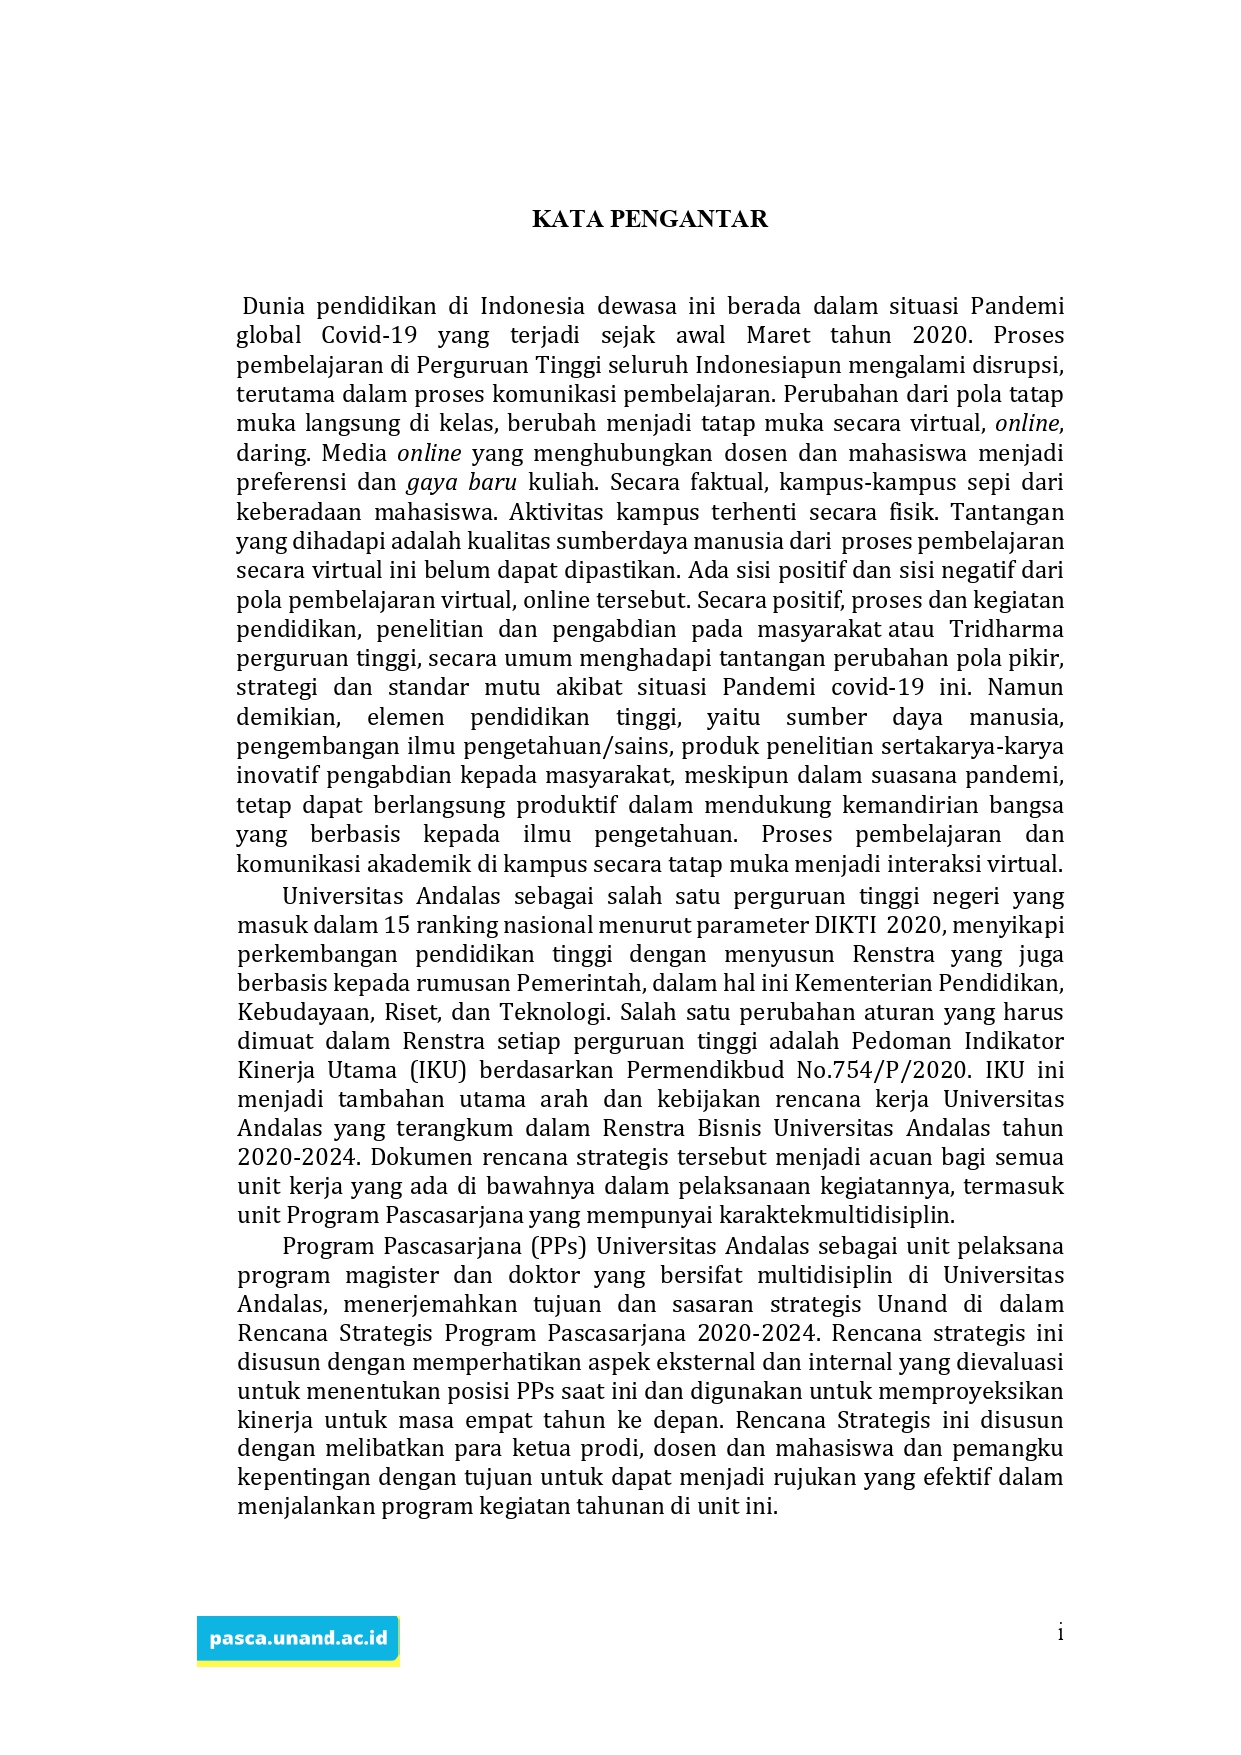 KATA PENGANTAR
Dunia pendidikan di Indonesia dewasa ini berada dalam situasi Pandemi
global Covid-19 yang terjadi sejak awal Maret tahun 2020. Proses
pembelajaran di Perguruan Tinggi seluruh Indonesiapun mengalami disrupsi,
terutama dalam proses komunikasi pembelajaran. Perubahan dari pola tatap
muka langsung di kelas, berubah menjadi tatap muka secara virtual, online,
daring. Media online yang menghubungkan dosen dan mahasiswa menjadi
preferensi dan gaya baru kuliah. Secara faktual, kampus-kampus sepi dari
keberadaan mahasiswa. Aktivitas kampus terhenti secara fisik. Tantangan
yang dihadapi adalah kualitas sumberdaya manusia dari proses pembelajaran
secara virtual ini belum dapat dipastikan. Ada sisi positif dan sisi negatif dari
pola pembelajaran virtual, online tersebut. Secara positif, proses dan kegiatan
pendidikan, penelitian dan pengabdian pada masyarakat atau Tridharma
perguruan tinggi, secara umum menghadapi tantangan perubahan pola pikir,
strategi dan standar mutu akibat situasi Pandemi covid-19 ini. Namun
demikian, elemen pendidikan tinggi, yaitu sumber daya manusia,
pengembangan ilmu pengetahuan/sains, produk penelitian sertakarya-karya
inovatif pengabdian kepada masyarakat, meskipun dalam suasana pandemi,
tetap dapat berlangsung produktif dalam mendukung kemandirian bangsa
yang berbasis kepada ilmu pengetahuan. Proses pembelajaran dan
komunikasi akademik di kampus secara tatap muka menjadi interaksi virtual.
Universitas Andalas sebagai salah satu perguruan tinggi negeri yang
masuk dalam 15 ranking nasional menurut parameter DIKTI 2020, menyikapi
perkembangan pendidikan tinggi dengan menyusun Renstra yang juga
berbasis kepada rumusan Pemerintah, dalam hal ini Kementerian Pendidikan,
Kebudayaan, Riset, dan Teknologi. Salah satu perubahan aturan yang harus
dimuat dalam Renstra setiap perguruan tinggi adalah Pedoman Indikator
Kinerja Utama (IKU) berdasarkan Permendikbud No.754/P/2020. IKU ini
menjadi tambahan utama arah dan kebijakan rencana kerja Universitas
Andalas yang terangkum dalam Renstra Bisnis Universitas Andalas tahun
2020-2024. Dokumen rencana strategis tersebut menjadi acuan bagi semua
unit kerja yang ada di bawahnya dalam pelaksanaan kegiatannya, termasuk
unit Program Pascasarjana yang mempunyai karaktekmultidisiplin.
Program Pascasarjana (PPs) Universitas Andalas sebagai unit pelaksana
program magister dan doktor yang bersifat multidisiplin di Universitas
Andalas, menerjemahkan tujuan dan sasaran strategis Unand di dalam
Rencana Strategis Program Pascasarjana 2020-2024. Rencana strategis ini
disusun dengan memperhatikan aspek eksternal dan internal yang dievaluasi
untuk menentukan posisi PPs saat ini dan digunakan untuk memproyeksikan
kinerja untuk masa empat tahun ke depan. Rencana Strategis ini disusun
dengan melibatkan para ketua prodi, dosen dan mahasiswa dan pemangku
kepentingan dengan tujuan untuk dapat menjadi rujukan yang efektif dalam
menjalankan program kegiatan tahunan di unit ini.
pasca.unand.ac.id
i